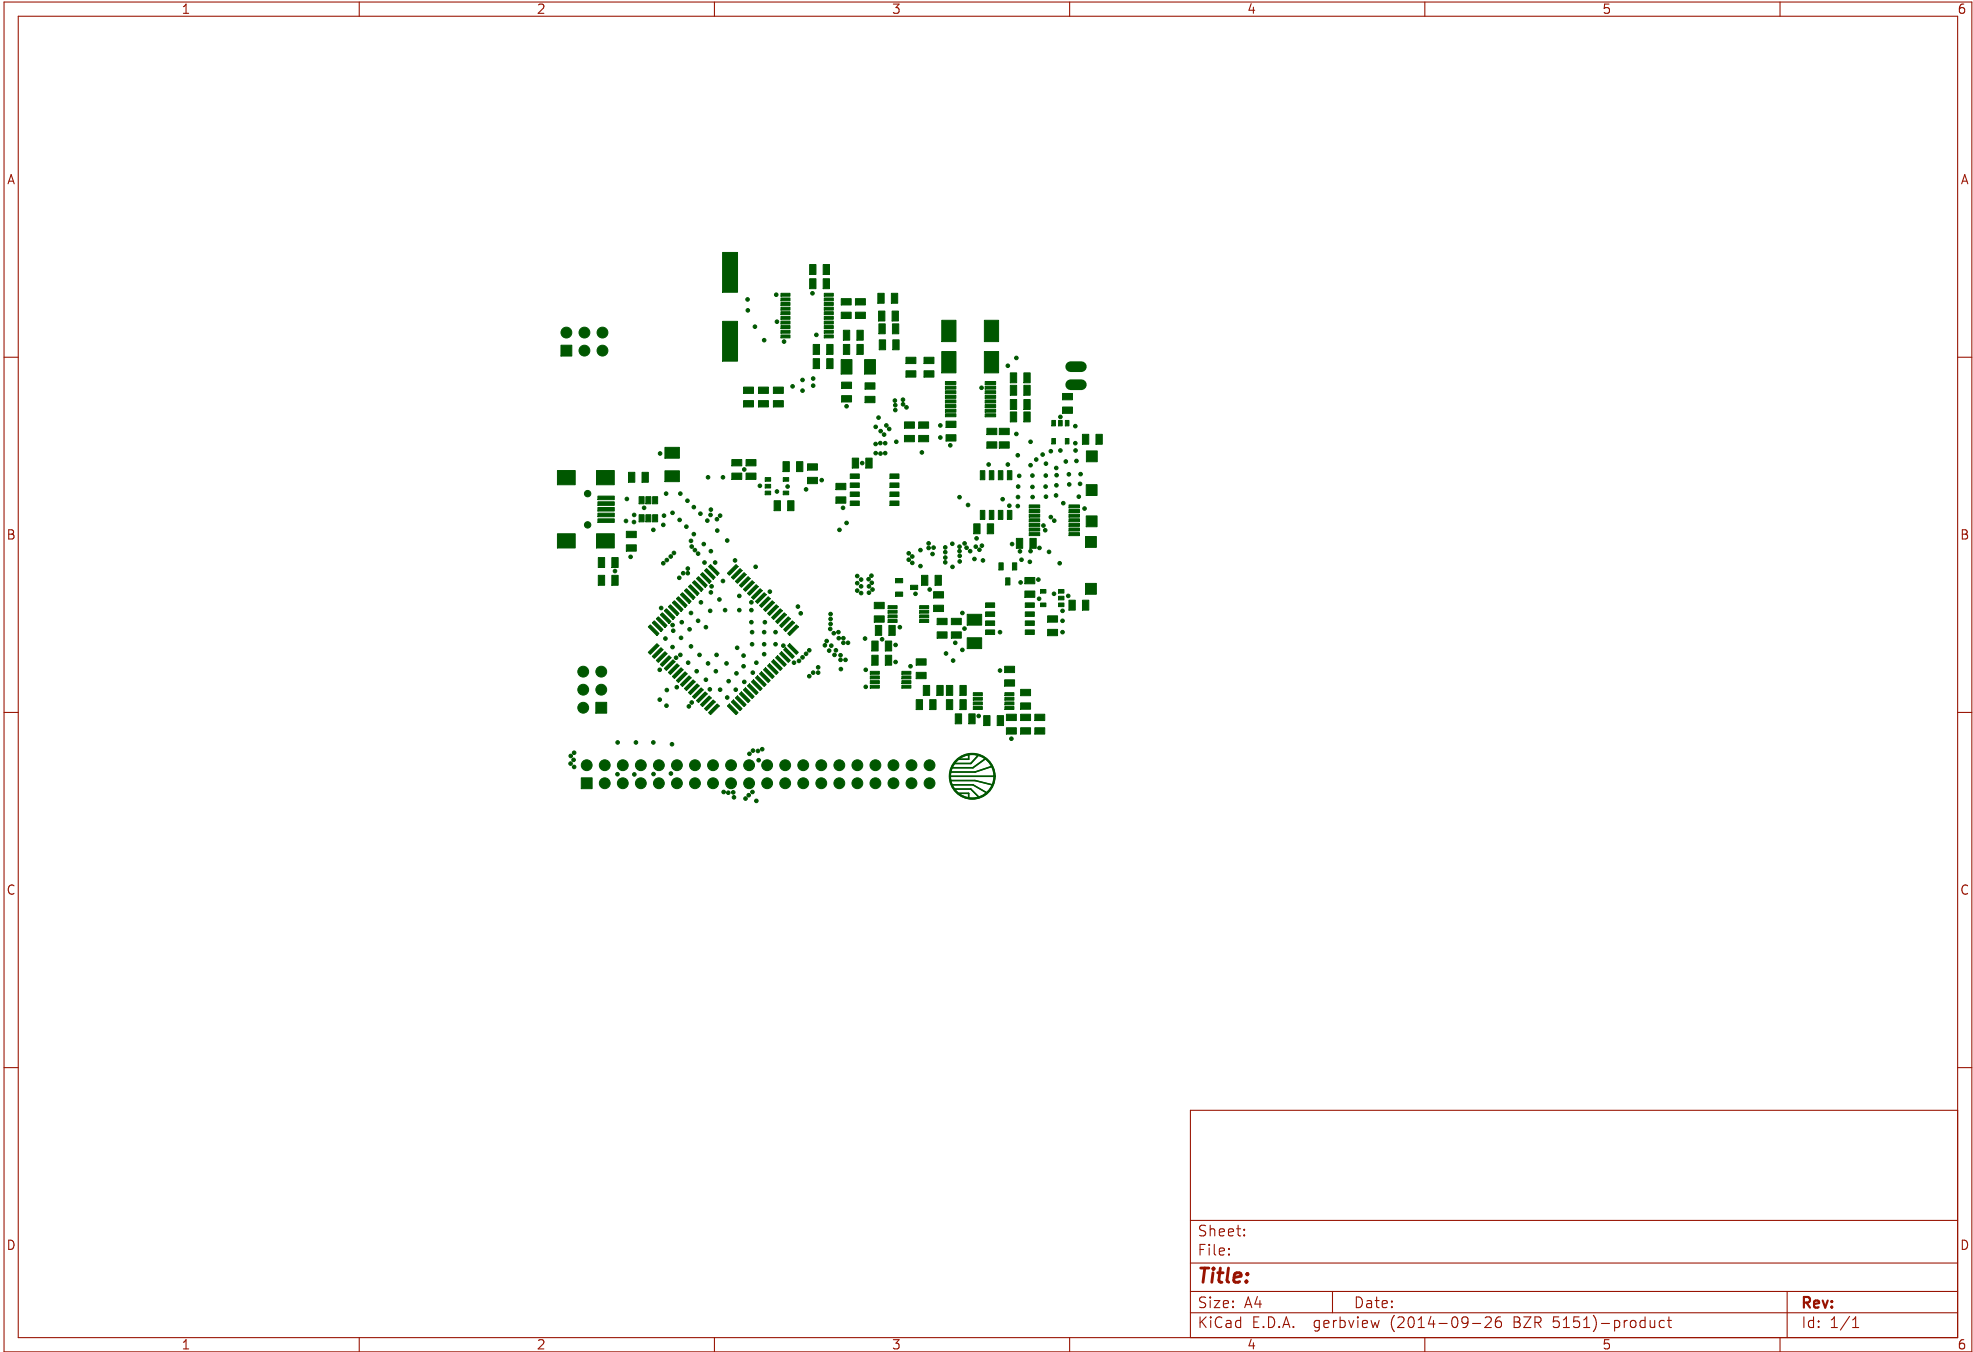 1 2 3 4 5 6
A A
B B
C C
Sheet:
File:
D D
Title:
Size: A4 Date: Rev:
KiCad E.D.A. gerbview (2014-09-26 BZR 5151)-product Id: 1/1
1 2 3 4 5 6